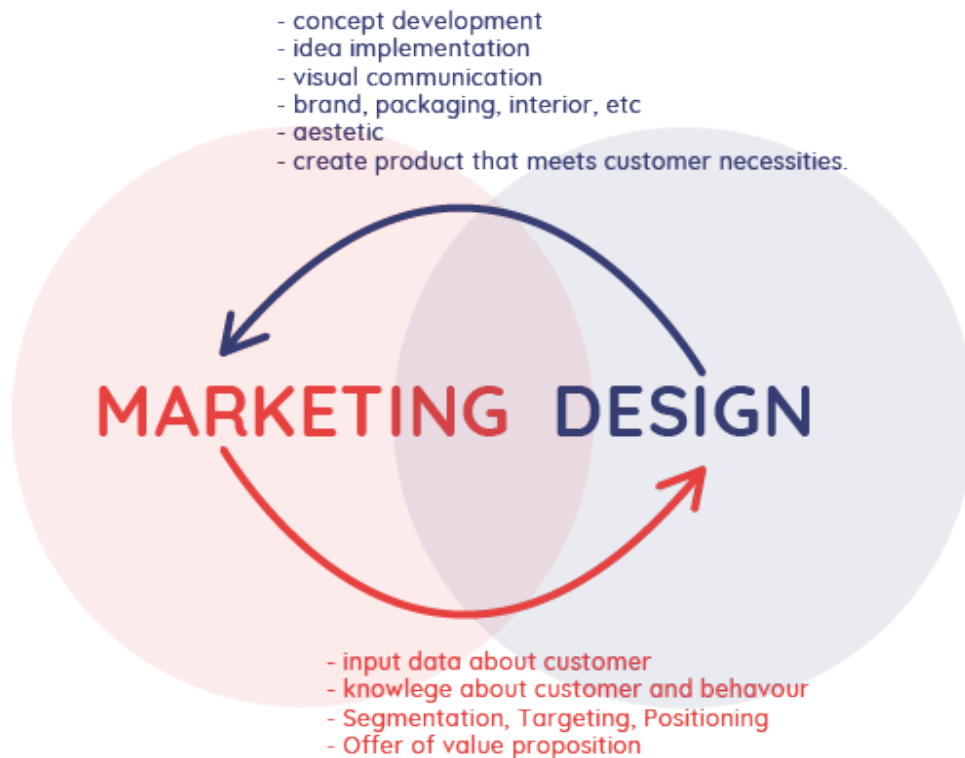 - concept development
- idea implementation
- visual communication
- brand, packaging, interior, etc
- aestetic
- create product that meets customer necessities.
MARKETING DESIGN
- input data about customer
- knowlege about customer and behavour
- Segmentation, Targeting, Positioning
- Offer of value proposition